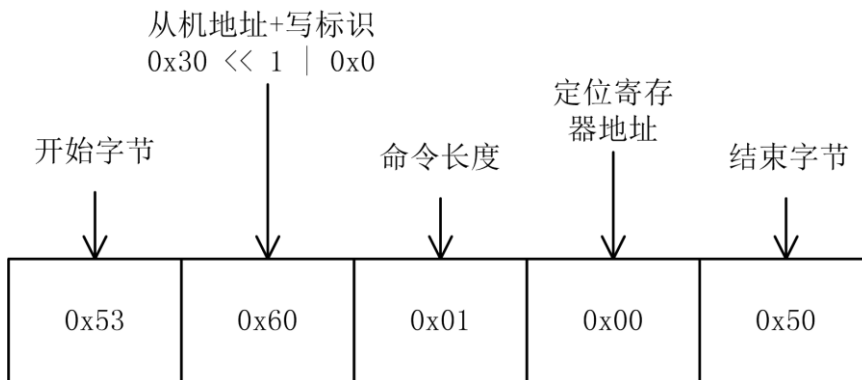 从机地址+写标识
0x30 << 1 | 0x0
定位寄存
器地址
开始字节
命令长度
结束字节
0x53
0x60
0x01
0x00
0x50